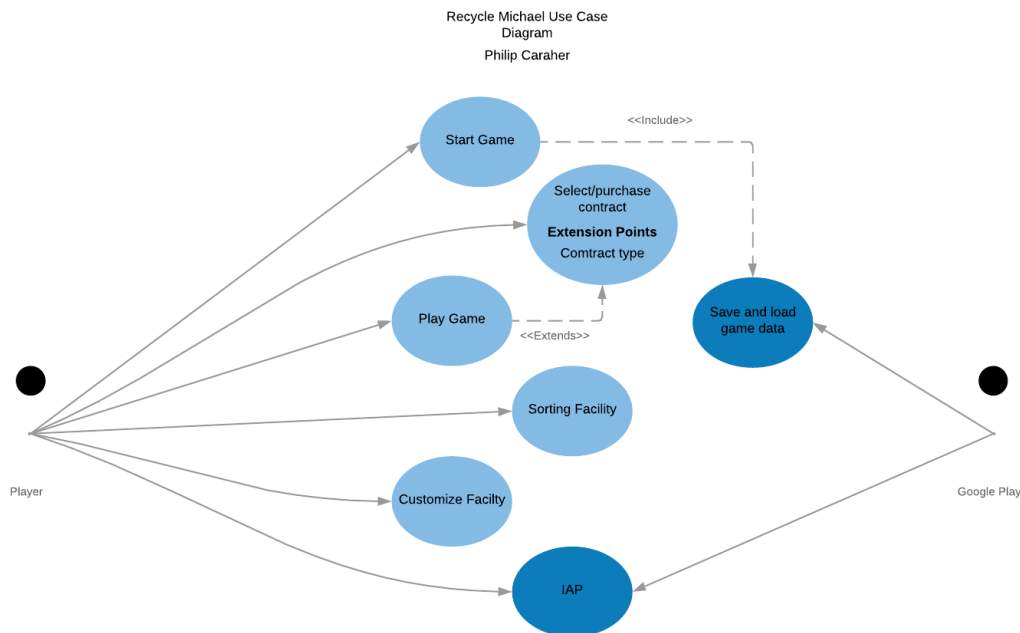 Recycle Michael Use Case
Diagram
Philip Caraher
<<Include>>
Start Game
Select/purchase
contract
Extension Points
Comtract type
Play Game
<<Extends>>
Save and load
game data
Sorting Facility
Player
Google Play
Customize Facilty
IAP